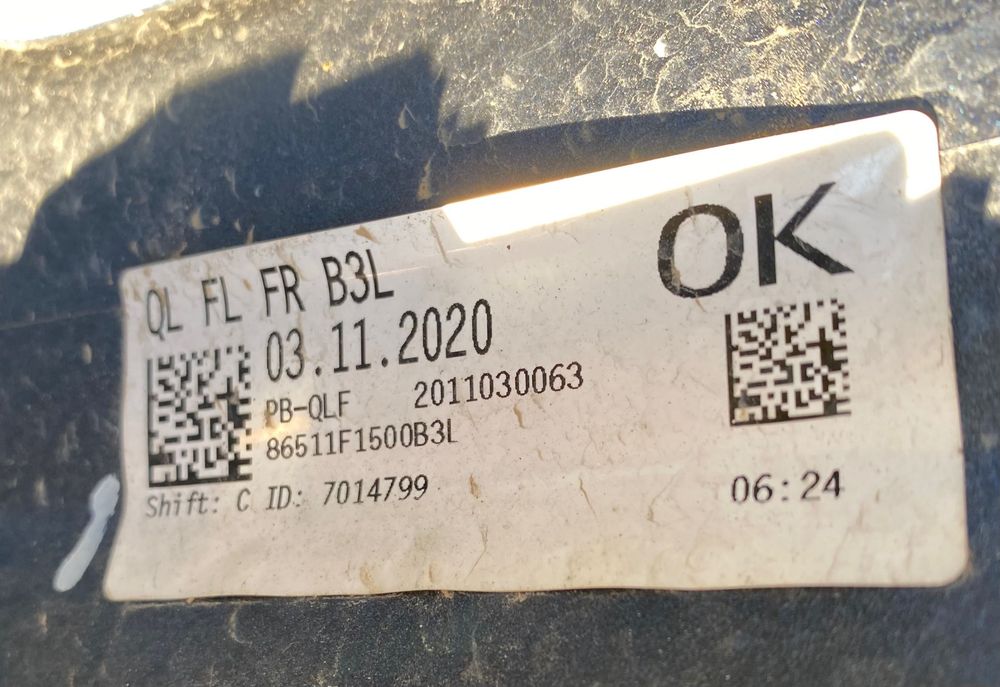 OK
QL FL FR B3L
03.11.2020
PB-QLF 2011030063
86511F1500B3L
Shift: C ID: 7014799
06:24